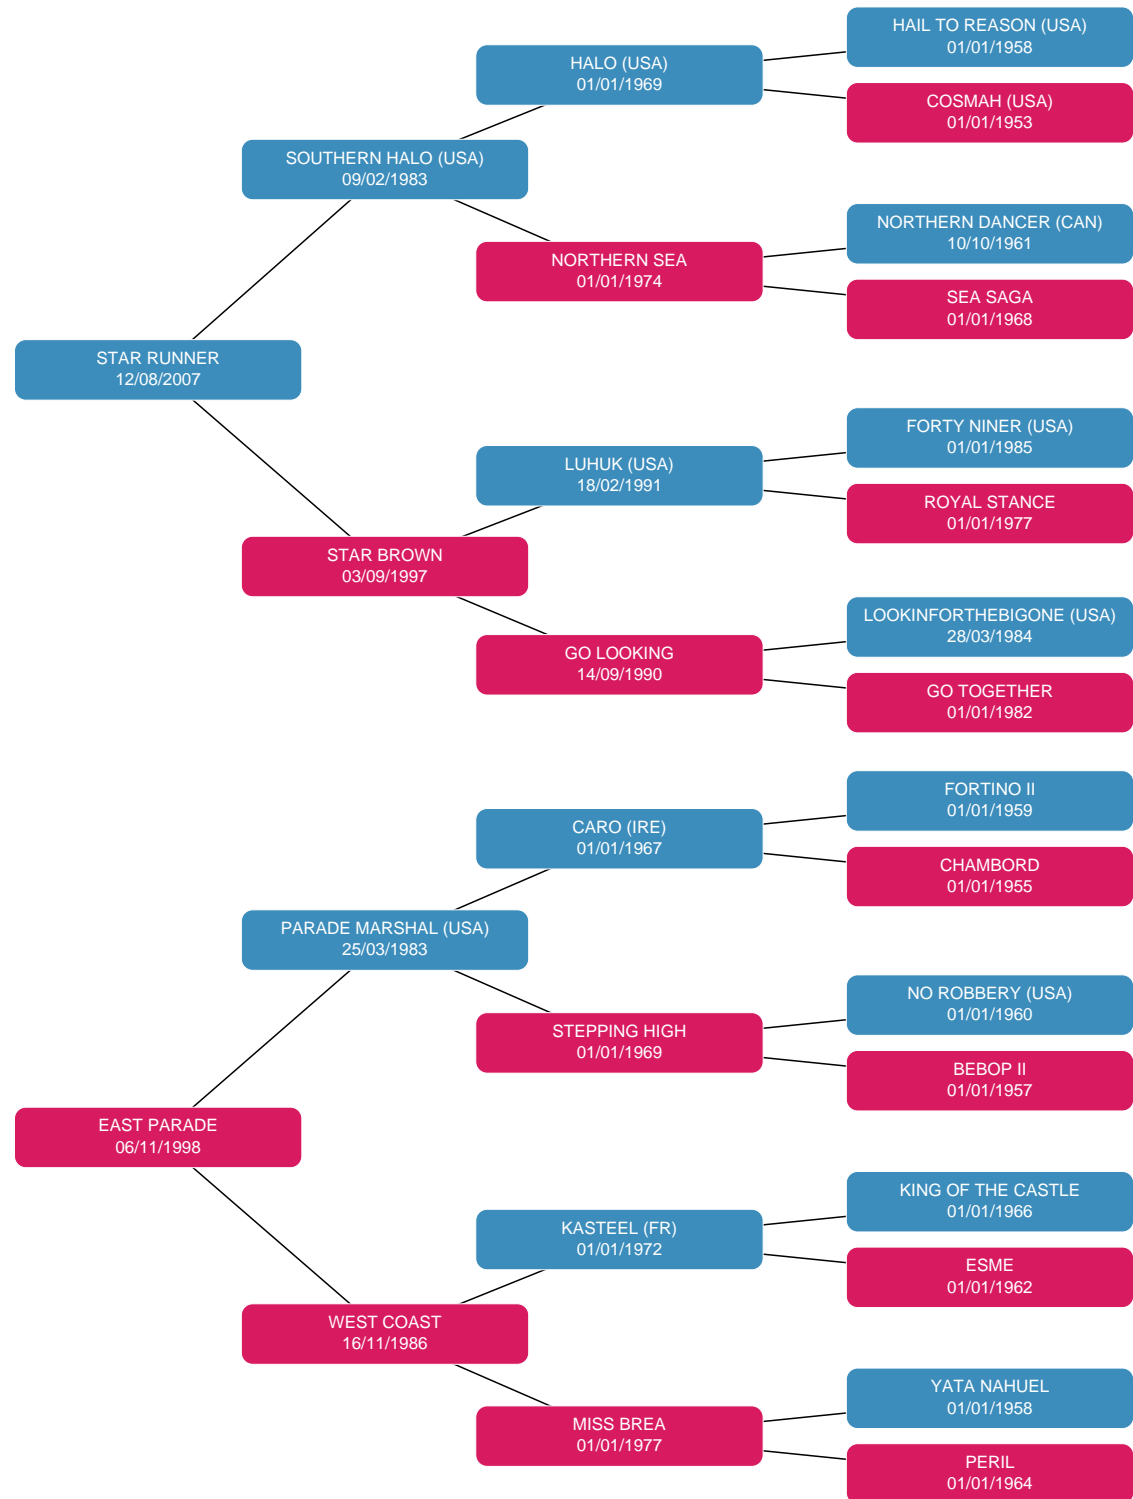 HAIL TO REASON (USA)
01/01/1958
HALO (USA)
01/01/1969
COSMAH (USA)
01/01/1953
SOUTHERN HALO (USA)
09/02/1983
NORTHERN DANCER (CAN)
10/10/1961
NORTHERN SEA
01/01/1974
SEA SAGA
01/01/1968
STAR RUNNER
12/08/2007
FORTY NINER (USA)
01/01/1985
LUHUK (USA)
18/02/1991
ROYAL STANCE
01/01/1977
STAR BROWN
03/09/1997
LOOKINFORTHEBIGONE (USA)
28/03/1984
GO LOOKING
14/09/1990
GO TOGETHER
01/01/1982
FORTINO II
01/01/1959
CARO (IRE)
01/01/1967
CHAMBORD
01/01/1955
PARADE MARSHAL (USA)
25/03/1983
NO ROBBERY (USA)
01/01/1960
STEPPING HIGH
01/01/1969
BEBOP II
01/01/1957
EAST PARADE
06/11/1998
KING OF THE CASTLE
01/01/1966
KASTEEL (FR)
01/01/1972
ESME
01/01/1962
WEST COAST
16/11/1986
YATA NAHUEL
01/01/1958
MISS BREA
01/01/1977
PERIL
01/01/1964